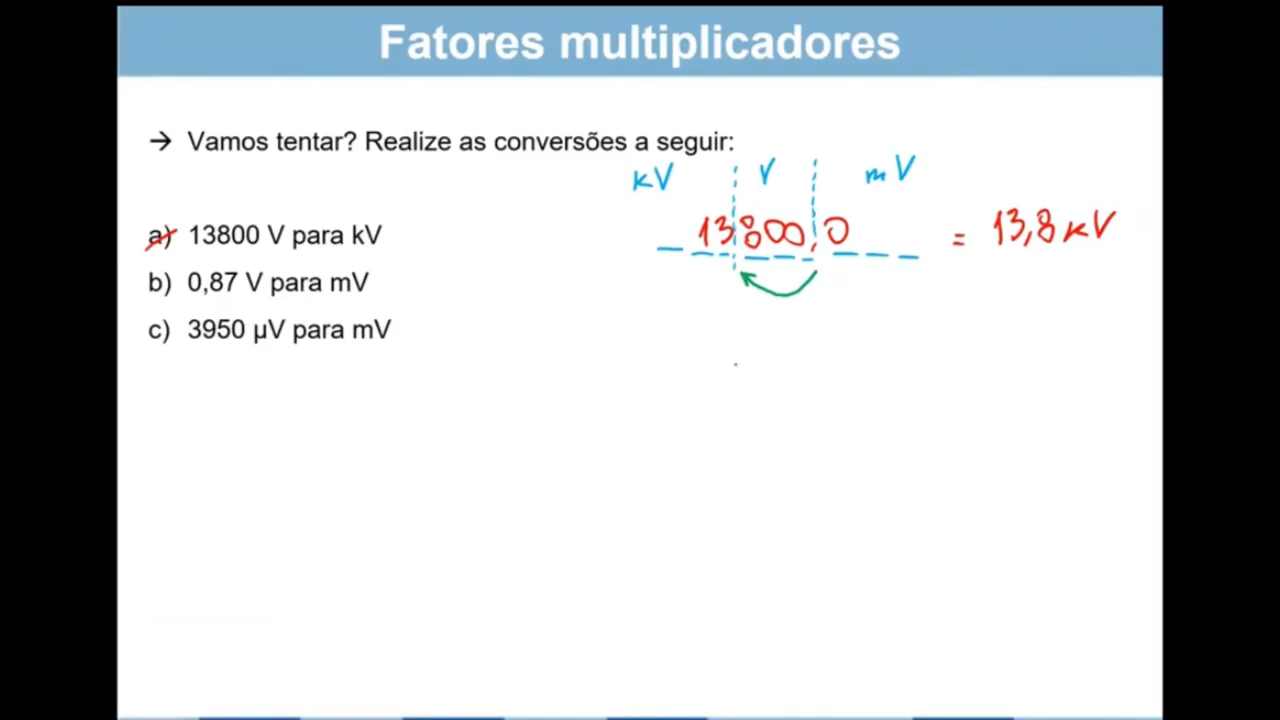 Fatores multiplicadores
→ Vamos tentar? Realize as conversões a seguir:
kV V mV
a) 13800 V para kV
13800,0 = 13,8 kV
b) 0,87 V para mV
c) 3950 µV para mV